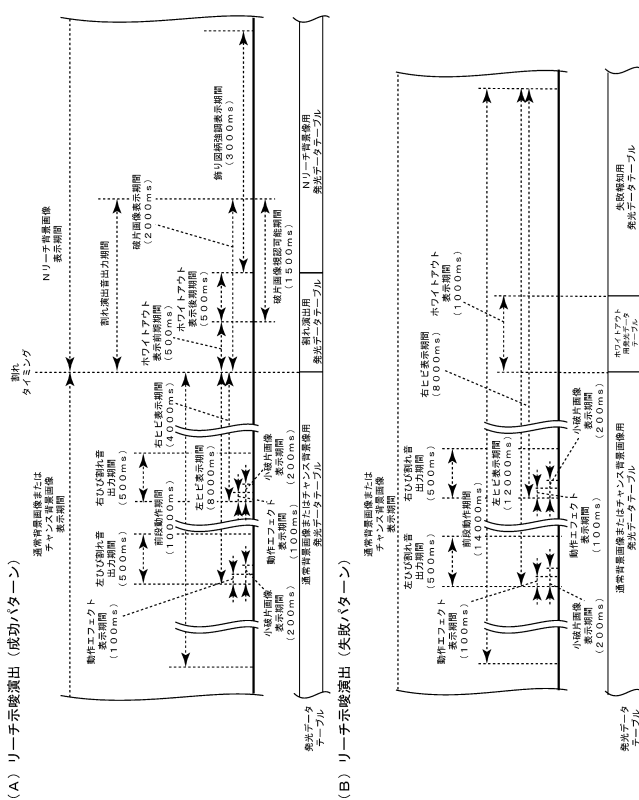 （A）リーチ示唆演出（成功パターン）
通常背景画像または
チャンス背景画像
表示期間
割れ
タイミング
Nリーチ背景画像
表示期間
割れ演出音出力期間
破片画像表示期間
（2000ms）
飾り図柄強調表示期間
（3000ms）
ホワイトアウト
表示前期期間
（500ms）
ホワイトアウト
表示後期期間
（500ms）
破片画像視認可能期間
（1500ms）
動作エフェクト
表示期間
（100ms）
左ひび割れ音
出力期間
（500ms）
前段動作期間
（10000ms）
右ひび割れ音
出力期間
（500ms）
右ヒビ表示期間
（4000ms）
左ヒビ表示期間
（8000ms）
小破片画像
表示期間
（200ms）
動作エフェクト
表示期間
（100ms）
小破片画像
表示期間
（200ms）
発光データ
テーブル
通常背景画像またはチャンス背景画像用
発光データテーブル
割れ演出用
発光データテーブル
Nリーチ背景像用
発光データテーブル
（B）リーチ示唆演出（失敗パターン）
通常背景画像または
チャンス背景画像
表示期間
動作エフェクト
表示期間
（100ms）
左ひび割れ音
出力期間
（500ms）
前段動作期間
（14000ms）
右ひび割れ音
出力期間
（500ms）
左ヒビ表示期間
（12000ms）
右ヒビ表示期間
（8000ms）
ホワイトアウト
表示期間
（1000ms）
小破片画像
表示期間
（200ms）
動作エフェクト
表示期間
（100ms）
小破片画像
表示期間
（200ms）
発光データ
テーブル
通常背景画像またはチャンス背景画像用
発光データテーブル
ホワイトアウト
用発光データ
テーブル
失敗報知用
発光データテーブル